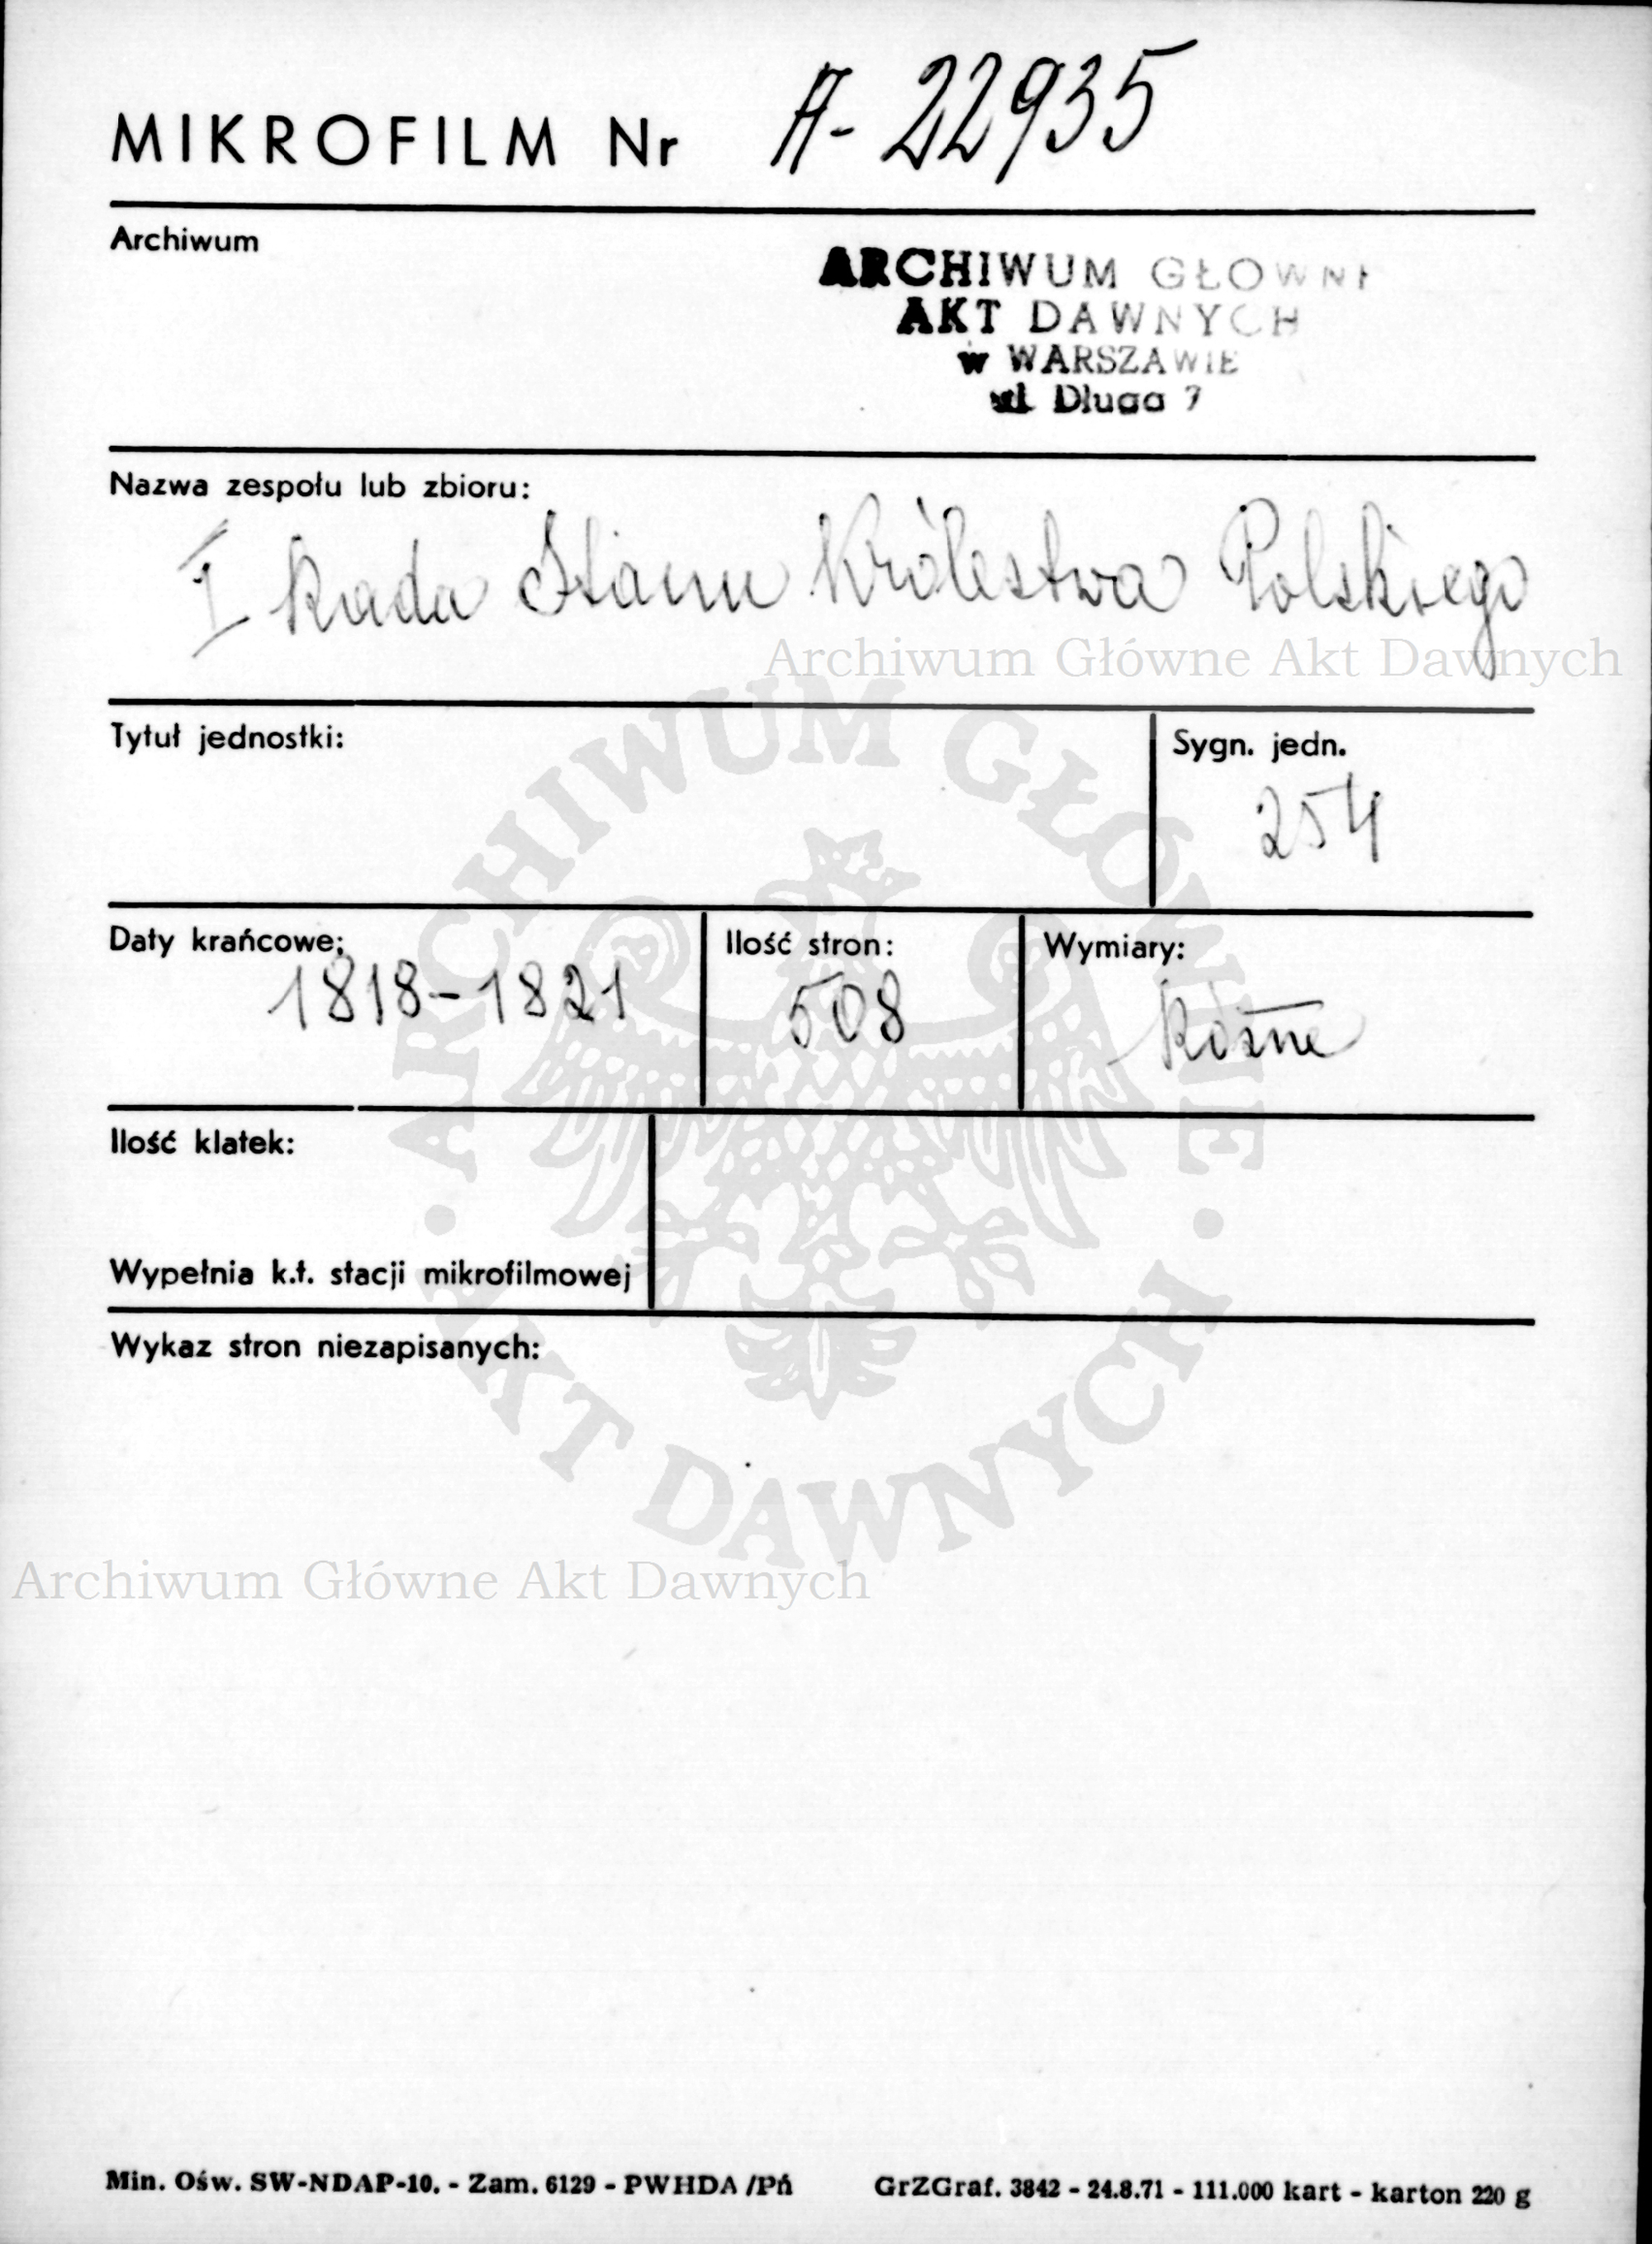 MIKROFILM Nr A-22935
Archiwum
ARCHIWUM GŁOWNE
AKT DAWNYCH
w WARSZAWIE
ul. Długa 7
Nazwa zespołu lub zbioru:
I Rada Stanu Królestwa Polskiego
Archiwum Główne Akt Dawnych
Tytuł jednostki:
Sygn. jedn.
254
ARCHIWUM GŁÓWNE
Daty krańcowe: Ilość stron: Wymiary:
1818-1821 508 Różne
Ilość klatek:
Wypełnia k.t. stacji mikrofilmowej
Wykaz stron niezapisanych:
AKT DAWNYCH
Archiwum Główne Akt Dawnych
Min. Ośw. SW-NDAP-10. - Zam. 6129 - PWHDA /Pń GrZGraf. 3842 - 24.8.71 - 111.000 kart - karton 220 g